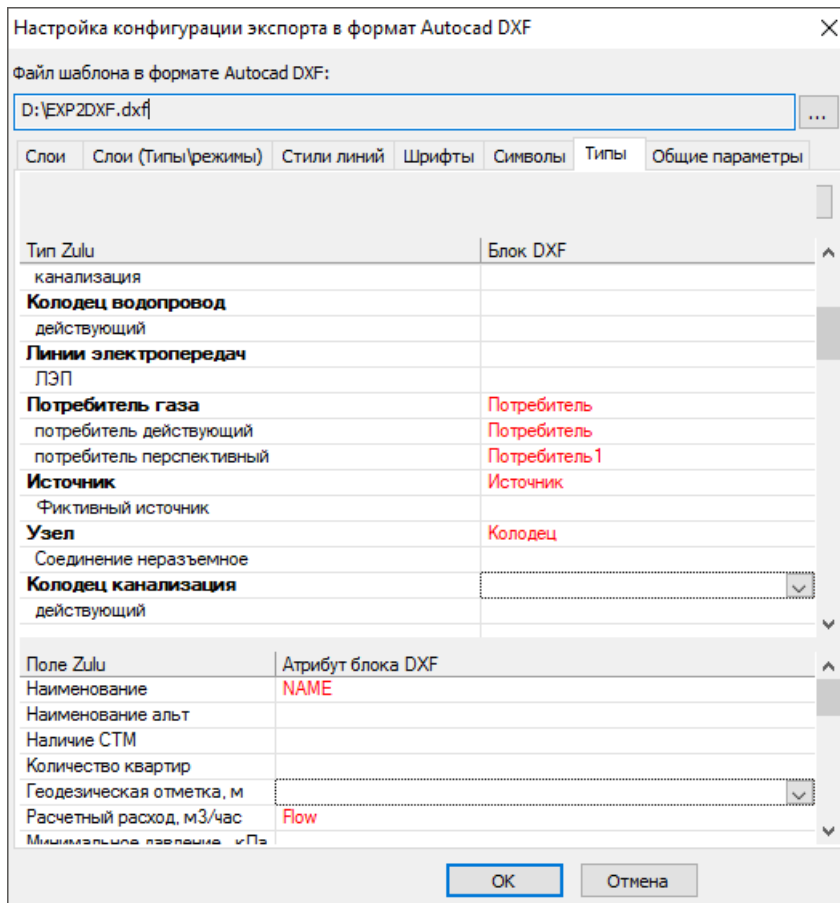 Настройка конфигурации экспорта в формат Autocad DXF
Файл шаблона в формате Autocad DXF:
D:\EXP2DXF.dxf
...
Слои Слои (Типы\режимы) Стили линий Шрифты Символы Типы Общие параметры
Тип Zulu Блок DXF
канализация
Колодец водопровод
действующий
Линии электропередач
ЛЭП
Потребитель газа Потребитель
потребитель действующий Потребитель
потребитель перспективный Потребитель1
Источник Источник
Фиктивный источник
Узел Колодец
Соединение неразъемное
Колодец канализация
действующий
Поле Zulu Атрибут блока DXF
Наименование NAME
Наименование альт
Наличие СТМ
Количество квартир
Геодезическая отметка, м
Расчетный расход, м3/час Flow
Минимальное давление , кПа
OK Отмена